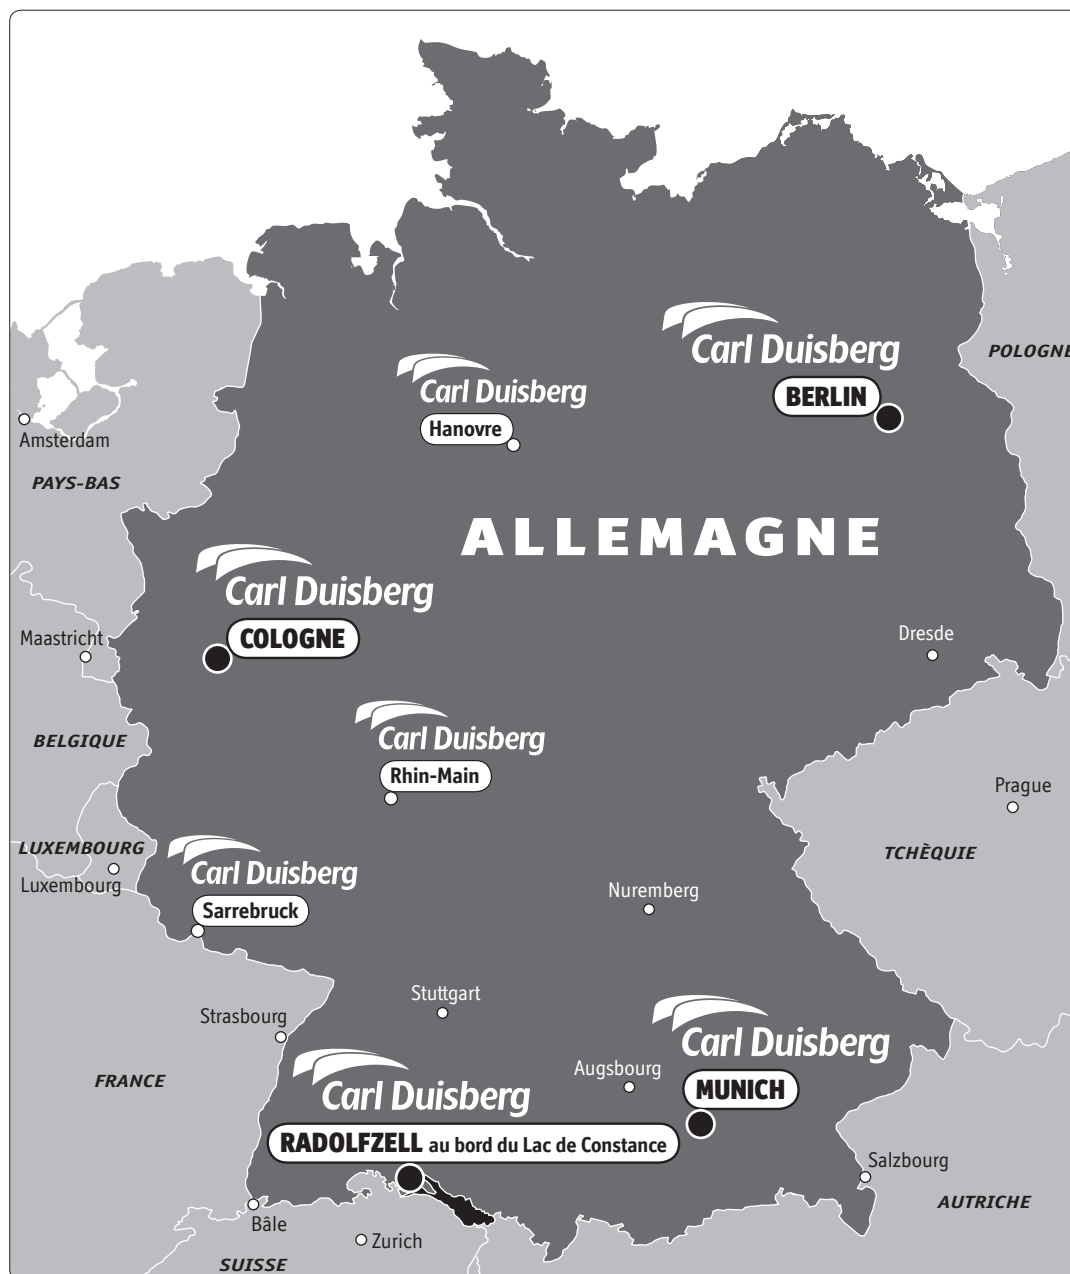 Carl Duisberg
BERLIN
POLOGNE
Carl Duisberg
Hanovre
Amsterdam
PAYS-BAS
ALLEMAGNE
Carl Duisberg
COLOGNE
Maastricht
Dresde
BELGIQUE
Carl Duisberg
Rhin-Main
Prague
LUXEMBOURG
Luxembourg
TCHÈQUIE
Carl Duisberg
Sarrebruck
Nuremberg
Stuttgart
Strasbourg
Carl Duisberg
MUNICH
Augsbourg
FRANCE
Carl Duisberg
RADOLFZELL au bord du Lac de Constance
Salzbourg
AUTRICHE
Bâle
Zurich
SUISSE